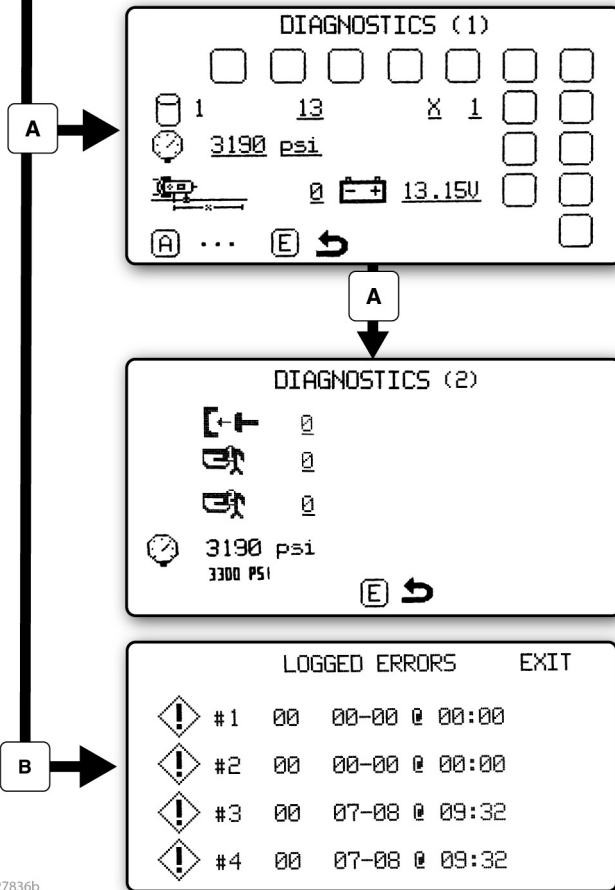 DIAGNOSTICS (1)
1 13 X 1
A
3190 psi
0 - + 13.15V
A ... E
A
DIAGNOSTICS (2)
0
0
0
3190 psi
3300 PSI
E
LOGGED ERRORS EXIT
! #1 00 00-00 @ 00:00
! #2 00 00-00 @ 00:00
B
! #3 00 07-08 @ 09:32
! #4 00 07-08 @ 09:32
27836b